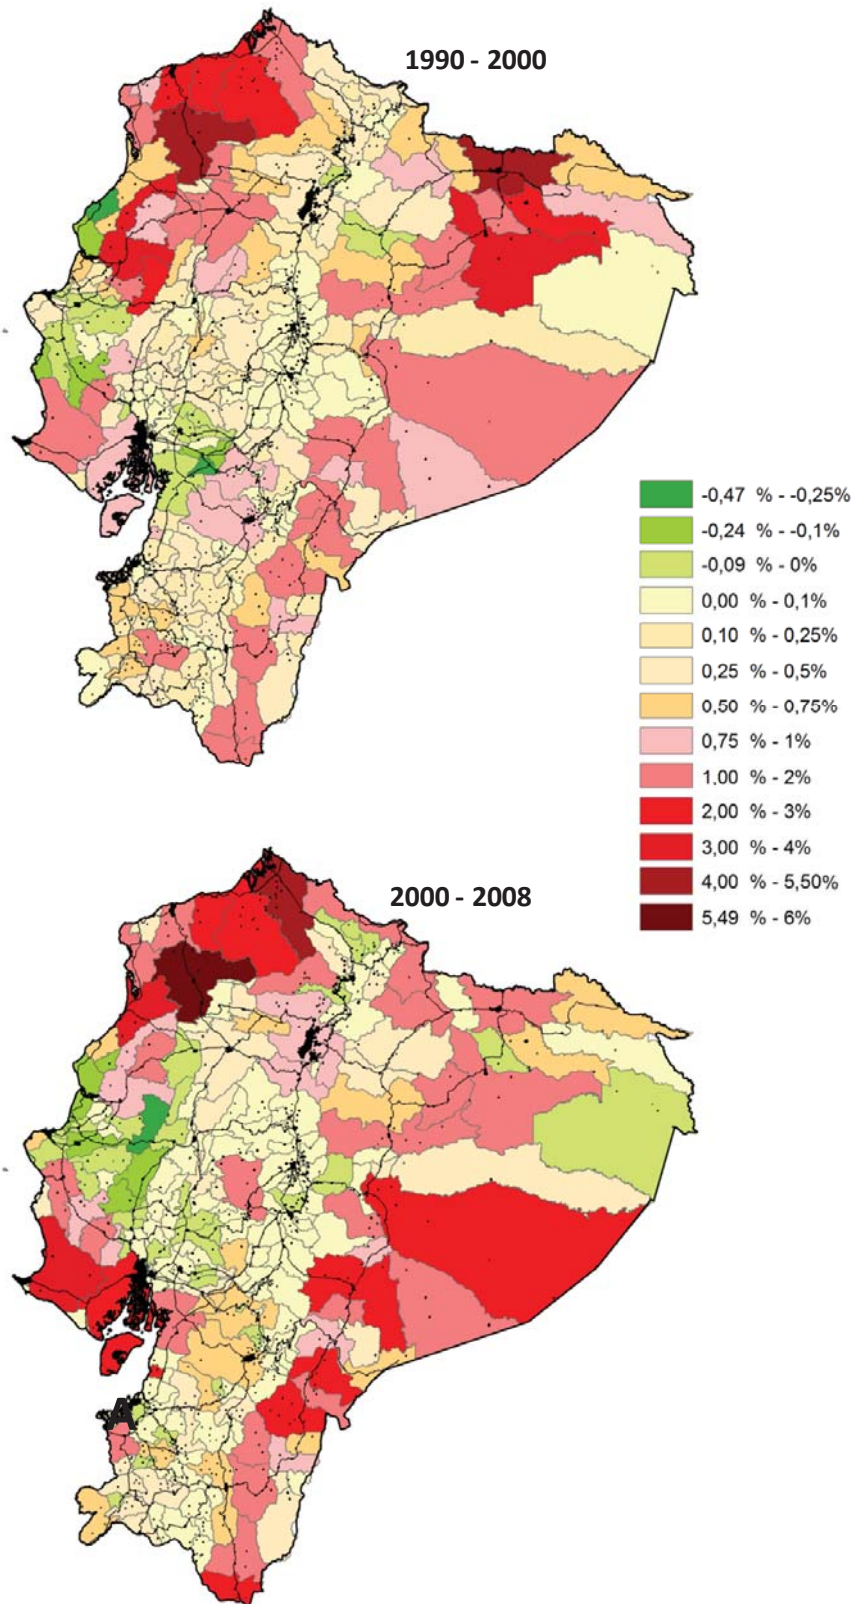 1990 - 2000
-0,47 % - -0,25%
-0,24 % - -0,1%
-0,09 % - 0%
0,00 % - 0,1%
0,10 % - 0,25%
0,25 % - 0,5%
0,50 % - 0,75%
0,75 % - 1%
1,00 % - 2%
2,00 % - 3%
3,00 % - 4%
4,00 % - 5,50%
5,49 % - 6%
2000 - 2008
A